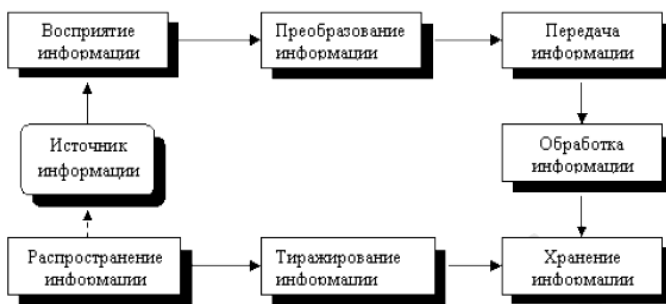 Восприятие
информации
Преобразование
информации
Передача
информации
Источник
информации
Обработка
информации
Распространение
информации
Тиражирование
информации
Хранение
информации